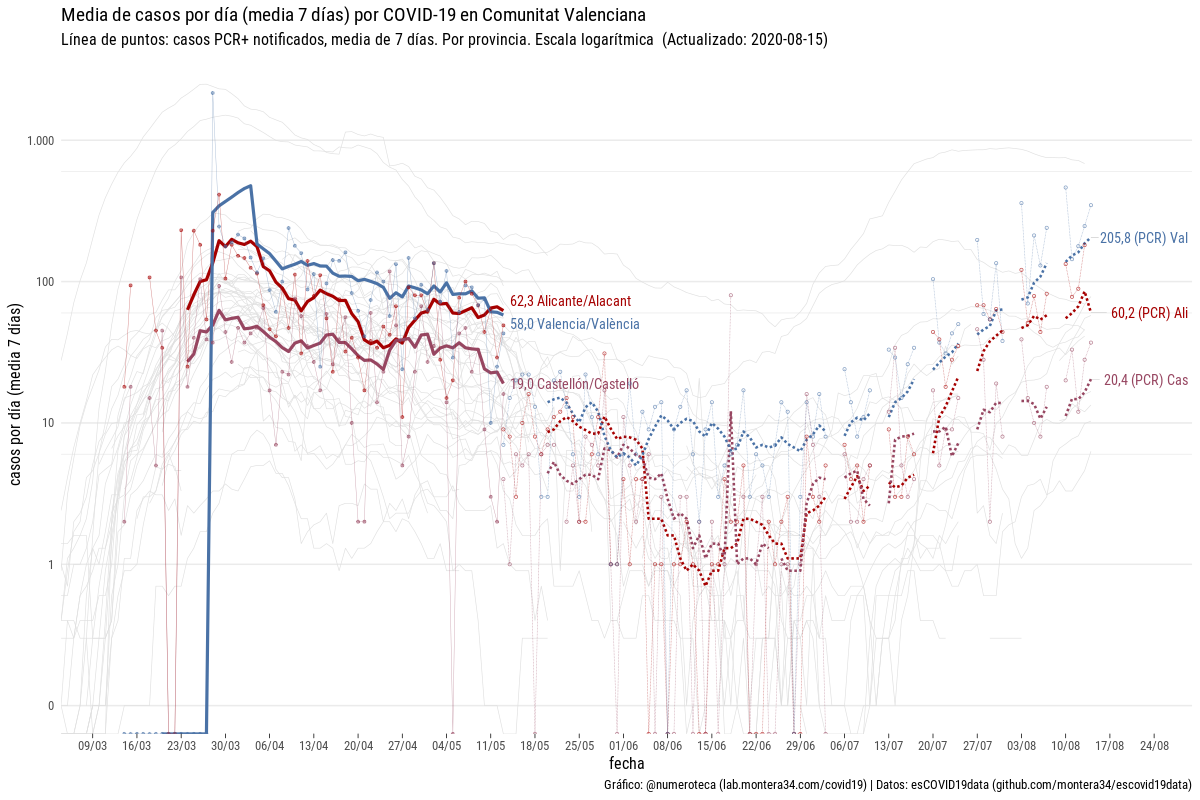 Media de casos por día (media 7 días) por COVID-19 en Comunitat Valenciana
Línea de puntos: casos PCR+ notificados, media de 7 días. Por provincia. Escala logarítmica (Actualizado: 2020-08-15)
casos por día (media 7 días)
1.000
100
10
1
0
205,8 (PCR) Val
62,3 Alicante/Alacant
60,2 (PCR) Ali
58,0 Valencia/València
20,4 (PCR) Cas
19,0 Castellón/Castelló
09/03 16/03 23/03 30/03 06/04 13/04 20/04 27/04 04/05 11/05 18/05 25/05 01/06 08/06 15/06 22/06 29/06 06/07 13/07 20/07 27/07 03/08 10/08 17/08 24/08
fecha
Gráfico: @numeroteca (lab.montera34.com/covid19) | Datos: esCOVID19data (github.com/montera34/escovid19data)